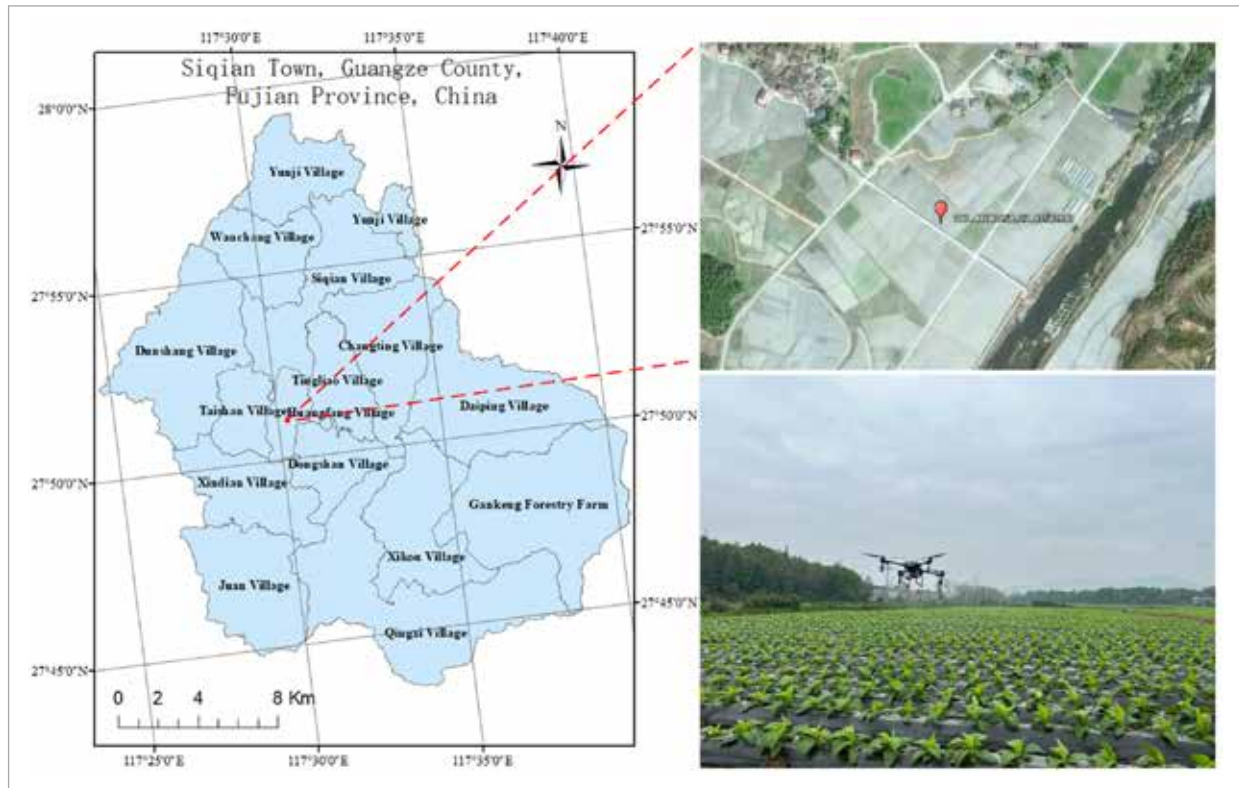 117°30'0"E
117°35'0"E
117°40'0"E
Siqian Town, Guangze County,
Fujian Province, China
28°0'0"N
N
Yunji Village
Yunji Village
Wanchang Village
27°55'0"N
Siqian Village
27°55'0"N
Dunshang Village
Changting Village
Tingliao Village
Taishan Village
Huangfang Village
Daiping Village
27°50'0"N
Dongshan Village
27°50'0"N
Xindian Village
Gankeng Forestry Farm
Xikou Village
Juan Village
27°45'0"N
Qingxi Village
27°45'0"N
0 2 4 8 Km
117°25'0"E
117°30'0"E
117°35'0"E